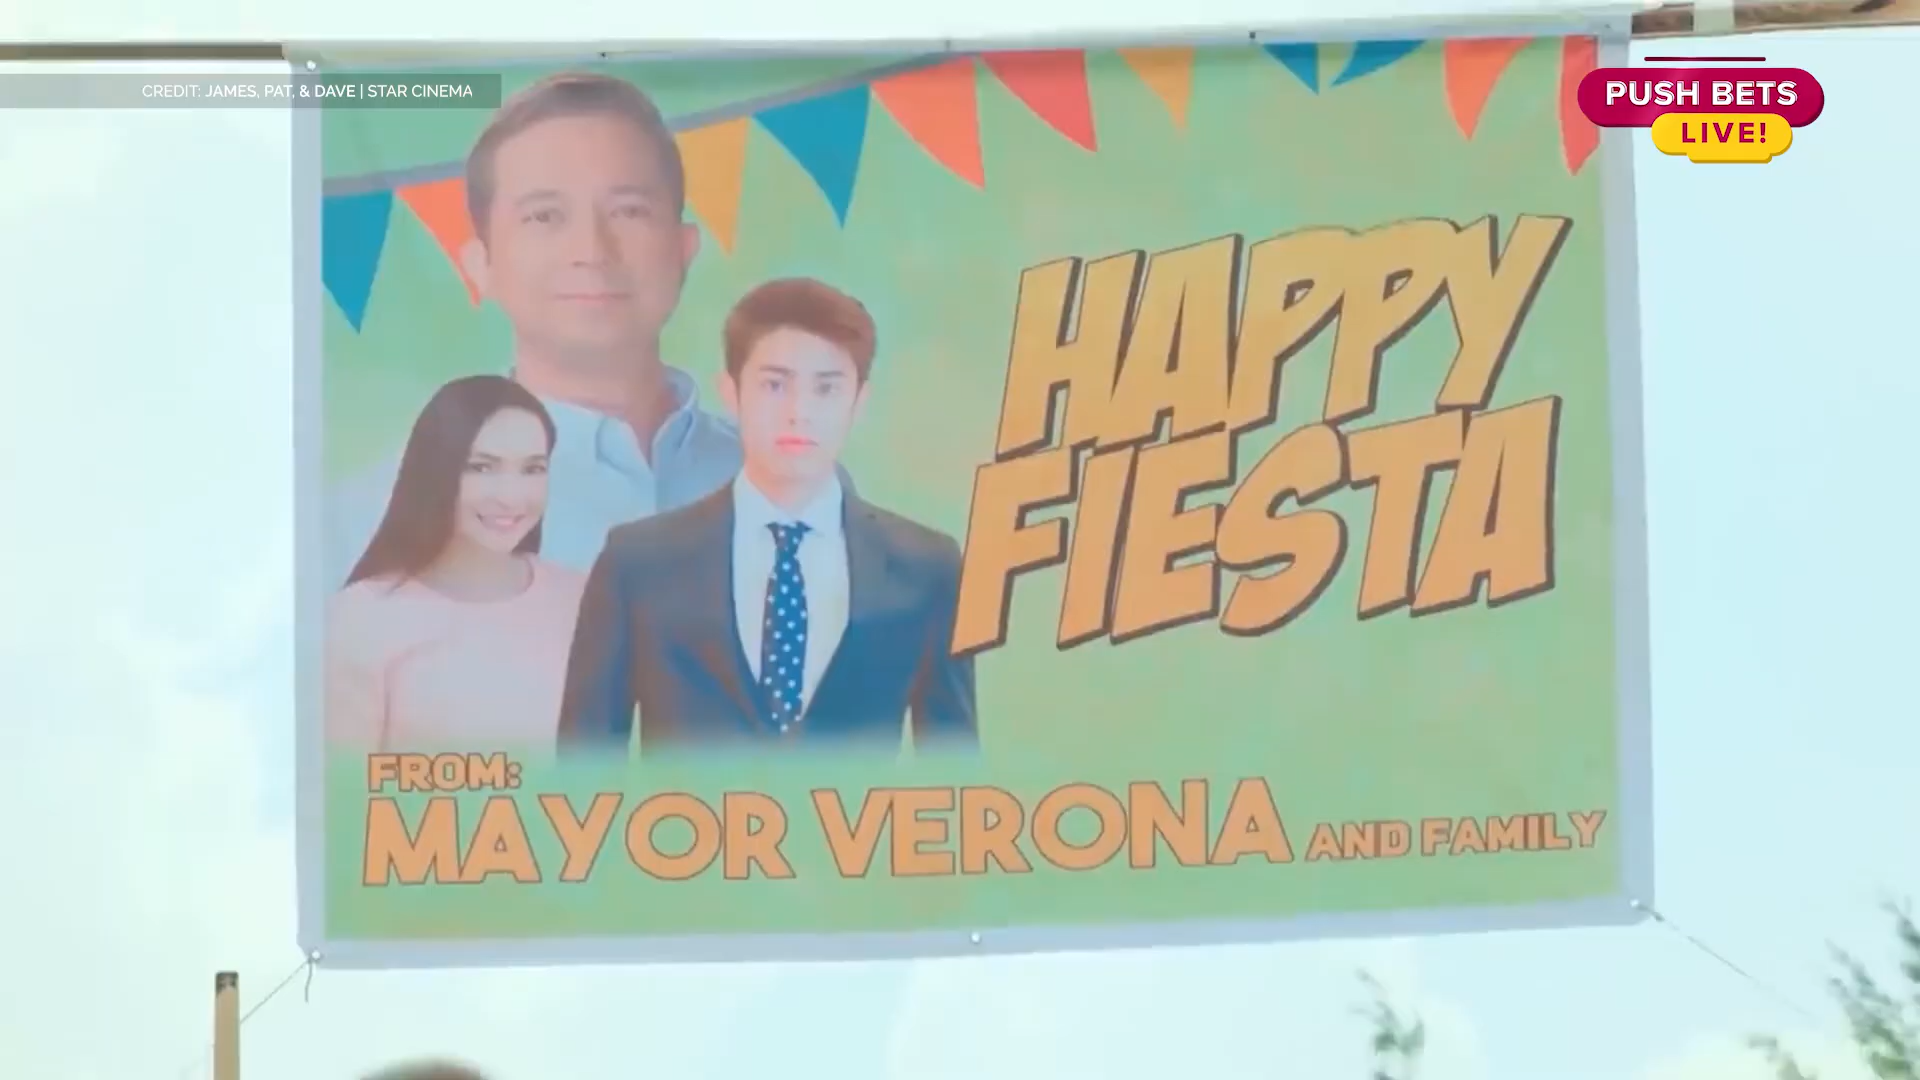 CREDIT: JAMES, PAT, & DAVE | STAR CINEMA
PUSH BETS
LIVE!
HAPPY
FIESTA
FROM:
MAYOR VERONA AND FAMILY